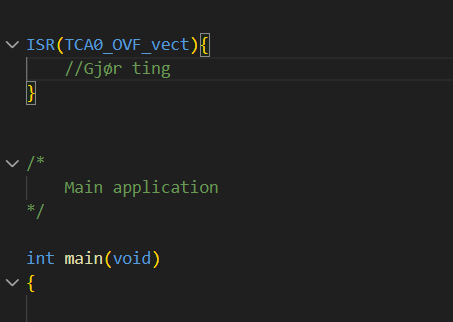 ISR(TCA0_OVF_vect){
//Gjør ting
}
/*
Main application
*/
int main(void)
{